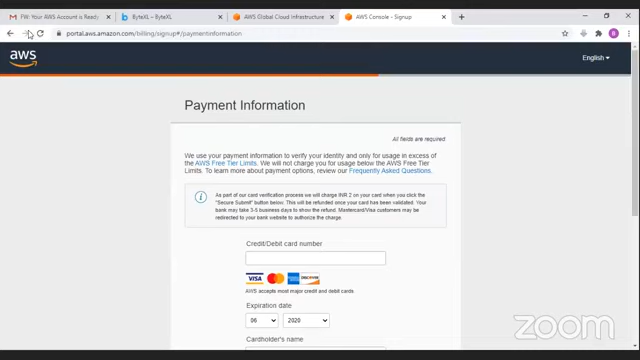 FW: Your AWS Account is Ready
ByteXL – ByteXL
AWS Global Cloud Infrastructure
AWS Console - Signup
portal.aws.amazon.com/billing/signup#/paymentinformation
B
aws
English
Payment Information
All fields are required
We use your payment information to verify your identity and only for usage in excess of
the AWS Free Tier Limits. We will not charge you for usage below the AWS Free Tier
Limits. To learn more about payment options, review our Frequently Asked Questions.
i
As part of our card verification process we will charge INR 2 on your card when you click the
"Secure Submit" button below. This will be refunded once your card has been validated. Your
bank may take 3-5 business days to show the refund. Mastercard/Visa customers may be
redirected to your bank website to authorize the charge.
Credit/Debit card number
VISA
DISCOVER
AWS accepts most major credit and debit cards.
Expiration date
06
2020
Cardholder's name
zoom